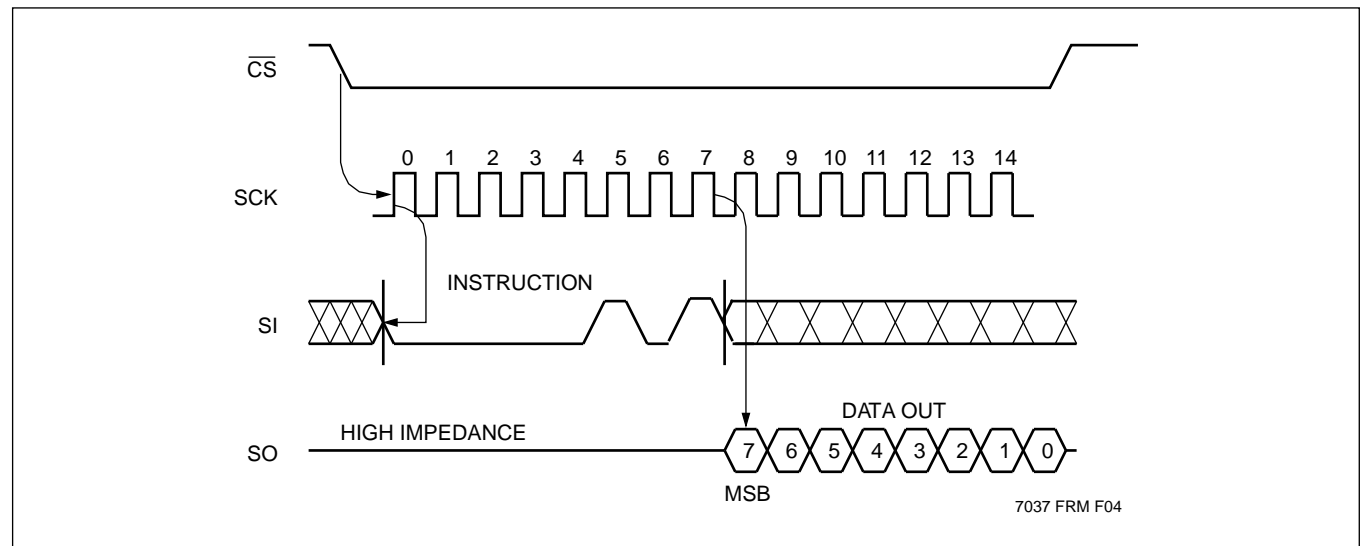 CS
0 1 2 3 4 5 6 7 8 9 10 11 12 13 14
SCK
INSTRUCTION
SI
DATA OUT
HIGH IMPEDANCE
SO
7 6 5 4 3 2 1 0
MSB
7037 FRM F04